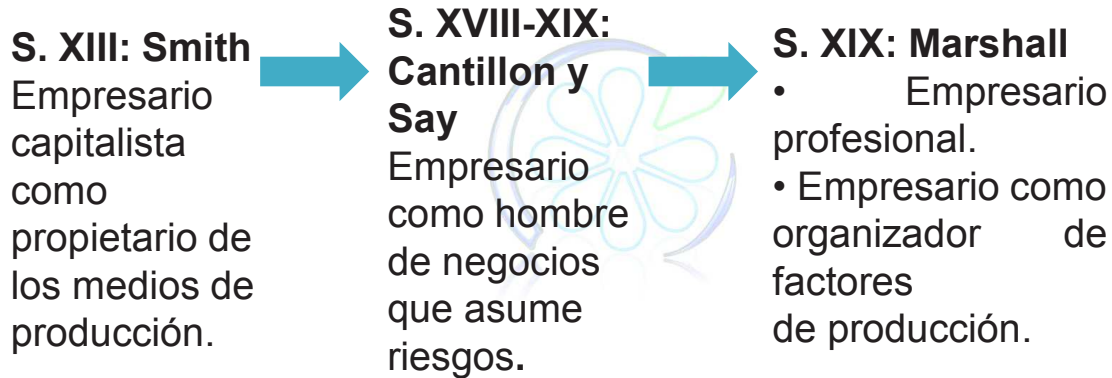 S. XIII: Smith
Empresario
capitalista
como
propietario de
los medios de
producción.
S. XVIII-XIX:
Cantillon y
Say
Empresario
como hombre
de negocios
que asume
riesgos.
S. XIX: Marshall
• Empresario
profesional.
• Empresario como
organizador de
factores
de producción.